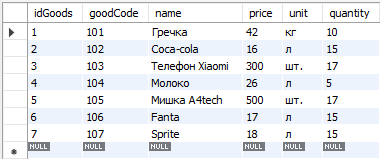 idGoods goodCode name price unit quantity
1 101 Гречка 42 кг 10
2 102 Coca-cola 16 л 15
3 103 Телефон Xiaomi 300 шт. 17
4 104 Молоко 26 л 5
5 105 Мишка A4tech 500 шт. 17
6 106 Fanta 17 л 15
7 107 Sprite 18 л 15
NULL NULL NULL NULL NULL NULL